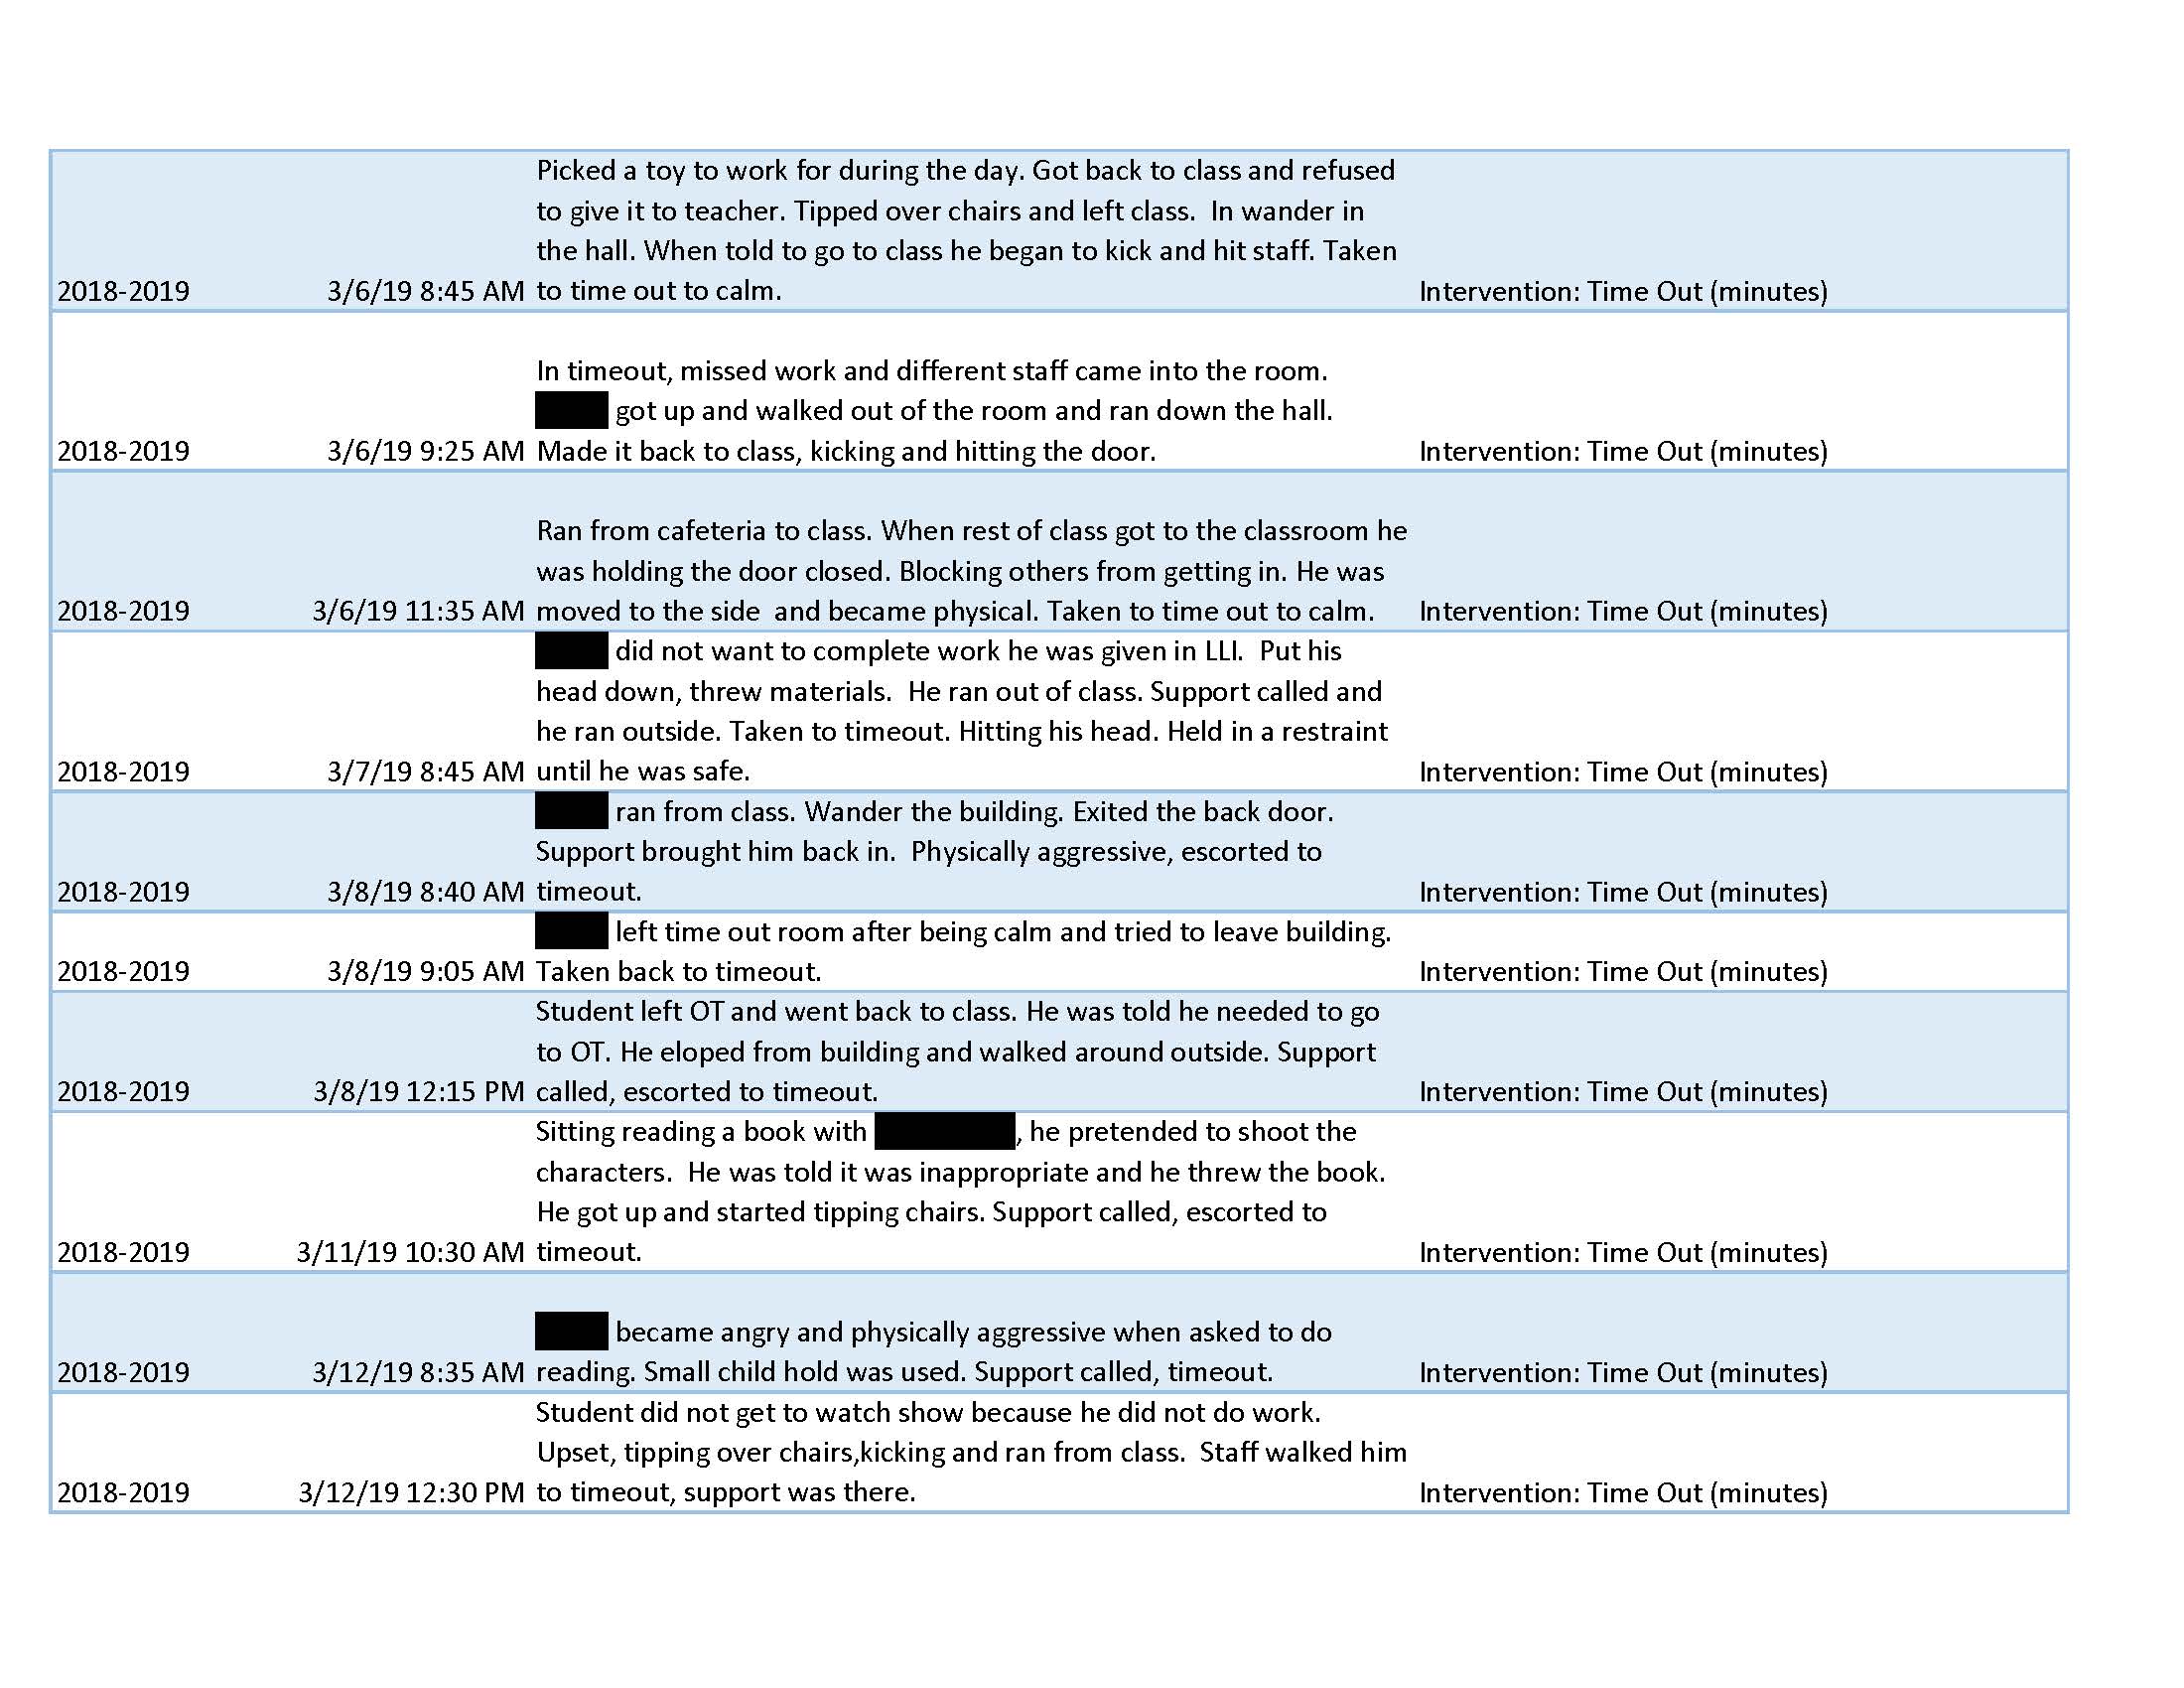 Picked a toy to work for during the day. Got back to class and refused
to give it to teacher. Tipped over chairs and left class.  In wander in
the hall. When told to go to class he began to kick and hit staff. Taken
2018-2019 3/6/19 8:45 AM to time out to calm. Intervention: Time Out (minutes)
In timeout, missed work and different staff came into the room.
got up and walked out of the room and ran down the hall.
2018-2019 3/6/19 9:25 AM Made it back to class, kicking and hitting the door. Intervention: Time Out (minutes)
Ran from cafeteria to class. When rest of class got to the classroom he
was holding the door closed. Blocking others from getting in. He was
2018-2019 3/6/19 11:35 AM moved to the side  and became physical. Taken to time out to calm. Intervention: Time Out (minutes)
did not want to complete work he was given in LLI.  Put his
head down, threw materials.  He ran out of class. Support called and
he ran outside. Taken to timeout. Hitting his head. Held in a restraint
2018-2019 3/7/19 8:45 AM until he was safe. Intervention: Time Out (minutes)
ran from class. Wander the building. Exited the back door.
Support brought him back in.  Physically aggressive, escorted to
2018-2019 3/8/19 8:40 AM timeout. Intervention: Time Out (minutes)
left time out room after being calm and tried to leave building.
2018-2019 3/8/19 9:05 AM Taken back to timeout. Intervention: Time Out (minutes)
Student left OT and went back to class. He was told he needed to go
to OT. He eloped from building and walked around outside. Support
2018-2019 3/8/19 12:15 PM called, escorted to timeout. Intervention: Time Out (minutes)
Sitting reading a book with , he pretended to shoot the
characters.  He was told it was inappropriate and he threw the book.
He got up and started tipping chairs. Support called, escorted to
2018-2019 3/11/19 10:30 AM timeout. Intervention: Time Out (minutes)
became angry and physically aggressive when asked to do
2018-2019 3/12/19 8:35 AM reading. Small child hold was used. Support called, timeout. Intervention: Time Out (minutes)
Student did not get to watch show because he did not do work.
Upset, tipping over chairs,kicking and ran from class.  Staff walked him
2018-2019 3/12/19 12:30 PM to timeout, support was there. Intervention: Time Out (minutes)